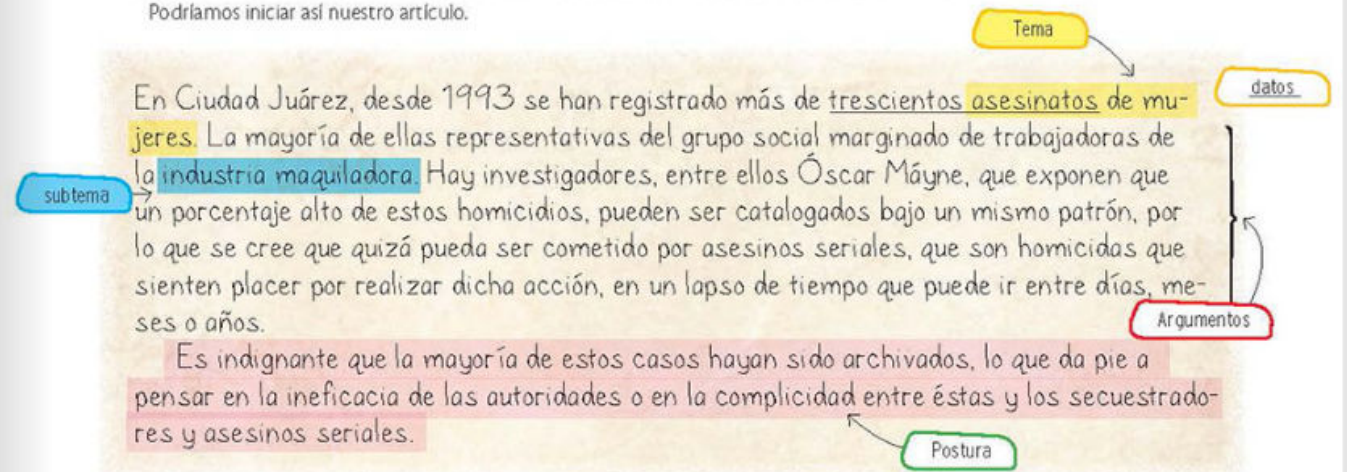 Podríamos iniciar así nuestro artículo.
Tema
datos
En Ciudad Juárez, desde 1993 se han registrado más de trescientos asesinatos de mu-
jeres. La mayoría de ellas representativas del grupo social marginado de trabajadoras de
la industria maquiladora. Hay investigadores, entre ellos Óscar Máyne, que exponen que
subtema
un porcentaje alto de estos homicidios, pueden ser catalogados bajo un mismo patrón, por
lo que se cree que quizá pueda ser cometido por asesinos seriales, que son homicidas que
sienten placer por realizar dicha acción, en un lapso de tiempo que puede ir entre días, me-
ses o años.
Argumentos
Es indignante que la mayoría de estos casos hayan sido archivados, lo que da pie a
pensar en la ineficacia de las autoridades o en la complicidad entre éstas y los secuestrado-
res y asesinos seriales.
Postura